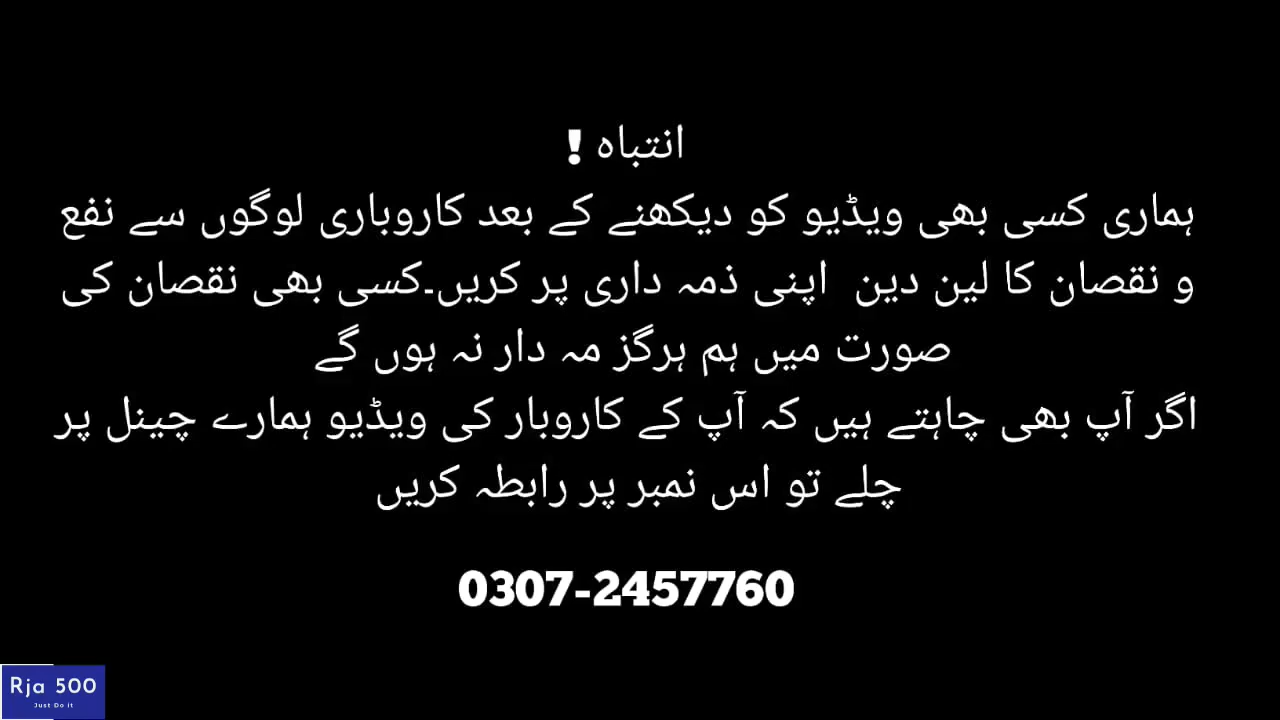 انتباہ !
ہماری کسی بھی ویڈیو کو دیکھنے کے بعد کاروباری لوگوں سے نفع
و نقصان کا لین دین اپنی ذمہ داری پر کریں۔کسی بھی نقصان کی
صورت میں ہم ہرگز مہ دار نہ ہوں گے
اگر آپ بھی چاہتے ہیں کہ آپ کے کاروبار کی ویڈیو ہمارے چینل پر
چلے تو اس نمبر پر رابطہ کریں
0307-2457760
Rja 500
Just Do it